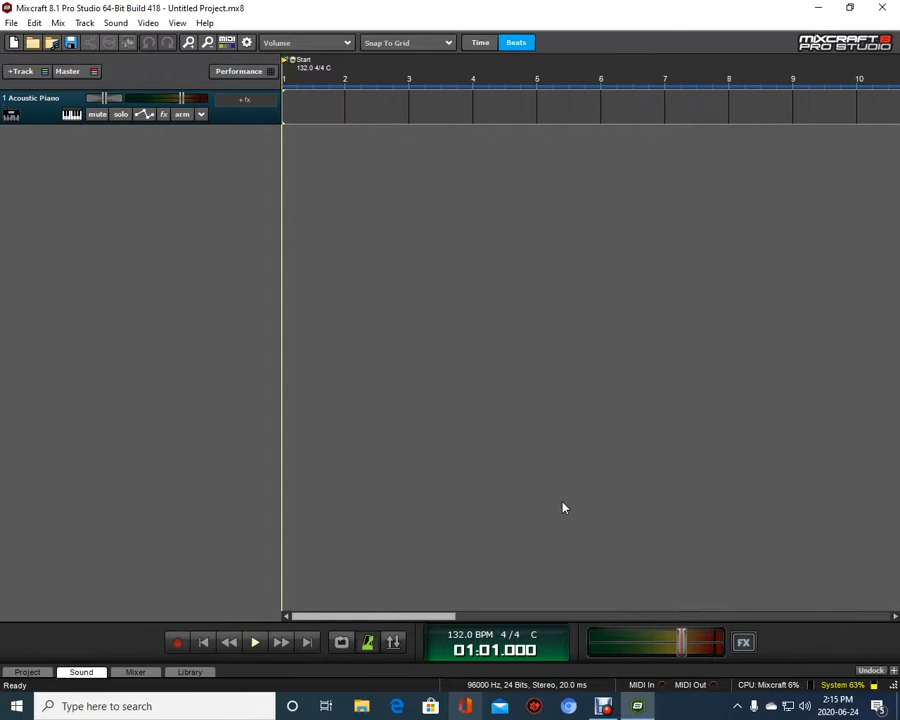 Mixcraft 8.1 Pro Studio 64-Bit Build 418 - Untitled Project.mx8
File Edit Mix Track Sound Video View Help
Volume Snap To Grid Time Beats MIXCRAFT 8 PRO STUDIO
+Track Master Performance
Start
132.0 4/4 C
1 2 3 4 5 6 7 8 9 10
1 Acoustic Piano + fx
mute solo fx arm
132.0 BPM 4/4 C
01:01.000
FX
Project Sound Mixer Library Undock +
Ready 96000 Hz, 24 Bits, Stereo, 20.0 ms MIDI In MIDI Out CPU: Mixcraft 6% System 63%
Type here to search
2:15 PM
2020-06-24
5